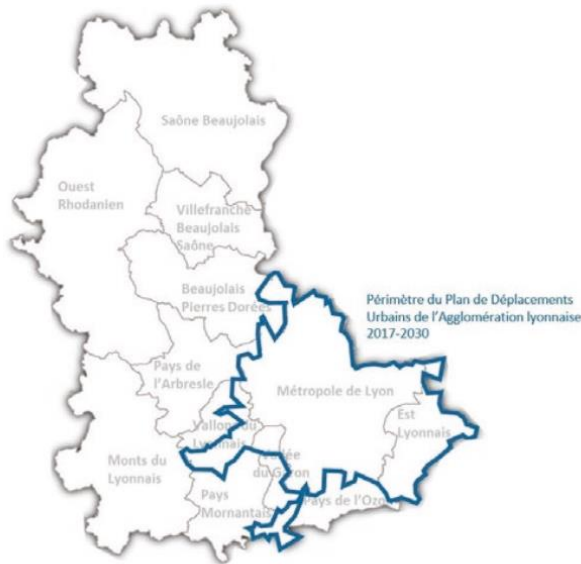 Saône Beaujolais
Ouest
Rhodanien
Villefranche
Beaujolais
Saône
Beaujolais
Pierres Dorées
Périmètre du Plan de Déplacements
Urbains de l'Agglomération lyonnaise
2017-2030
Pays de
l'Arbresle
Métropole de Lyon
Vallons du
Lyonnais
Est
Lyonnais
Monts du
Lyonnais
Vallée
du Garon
Pays
Mornantais
Pays de l'Ozon